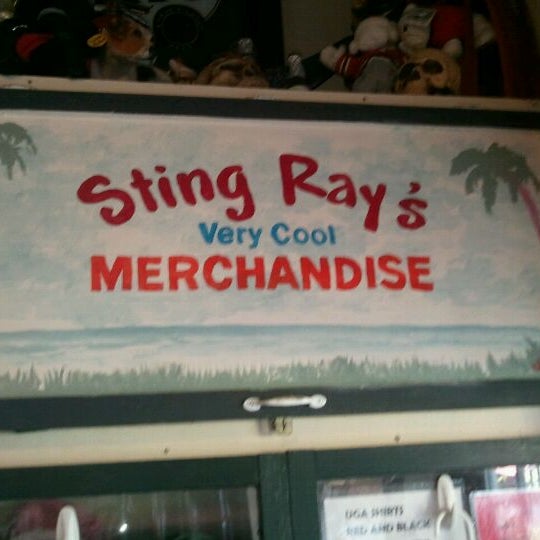 Sting Ray's
Very Cool
MERCHANDISE
UGA SHIRTS
RED AND BLACK